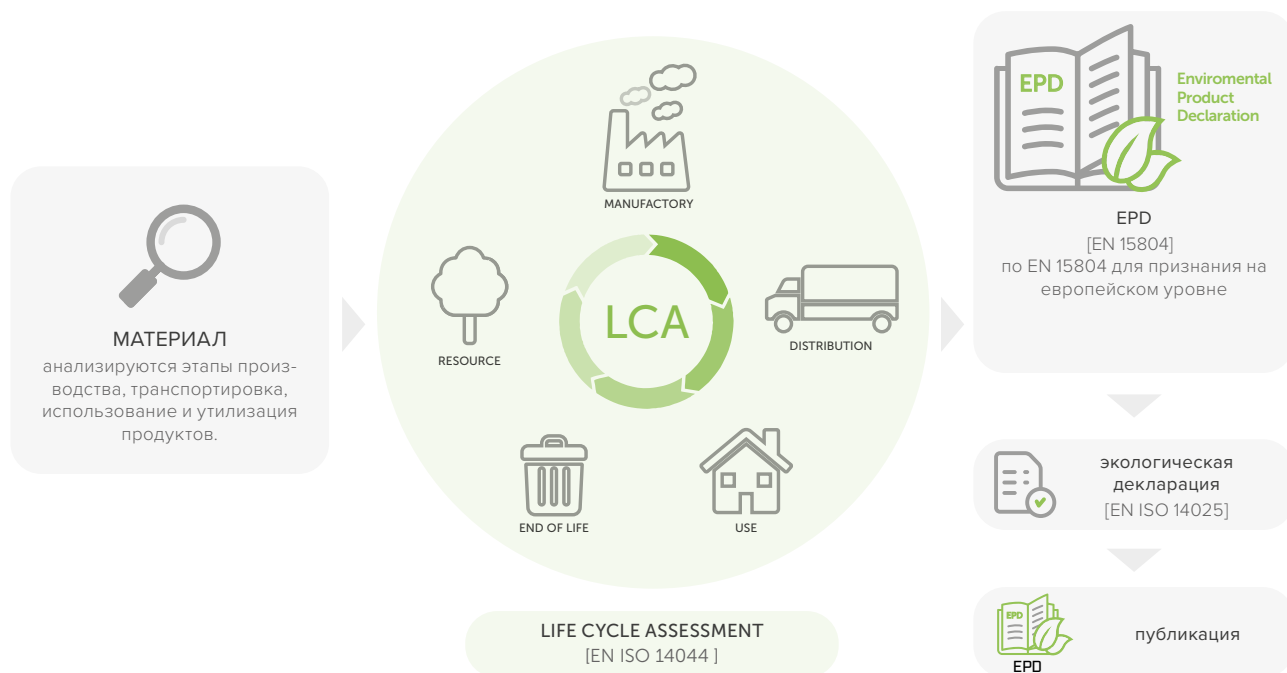 МАТЕРИАЛ
анализируются этапы произ-
водства, транспортировка,
использование и утилизация
продуктов.
MANUFACTORY
RESOURCE
LCA
DISTRIBUTION
END OF LIFE
USE
LIFE CYCLE ASSESSMENT
[EN ISO 14044 ]
EPD
Enviromental
Product
Declaration
EPD
[EN 15804]
по EN 15804 для признания на
европейском уровне
экологическая
декларация
[EN ISO 14025]
EPD
EPD
публикация